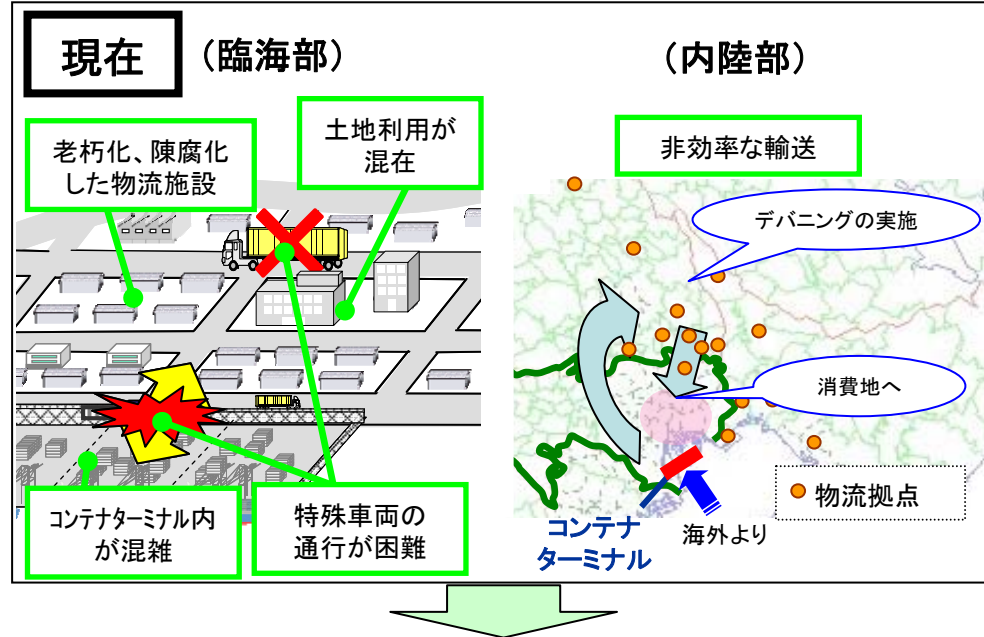 現在
（臨海部）
（内陸部）
老朽化、陳腐化
した物流施設
土地利用が
混在
非効率な輸送
デバニングの実施
消費地へ
コンテナターミナル内
が混雑
特殊車両の
通行が困難
コンテナ
ターミナル
海外より
物流拠点